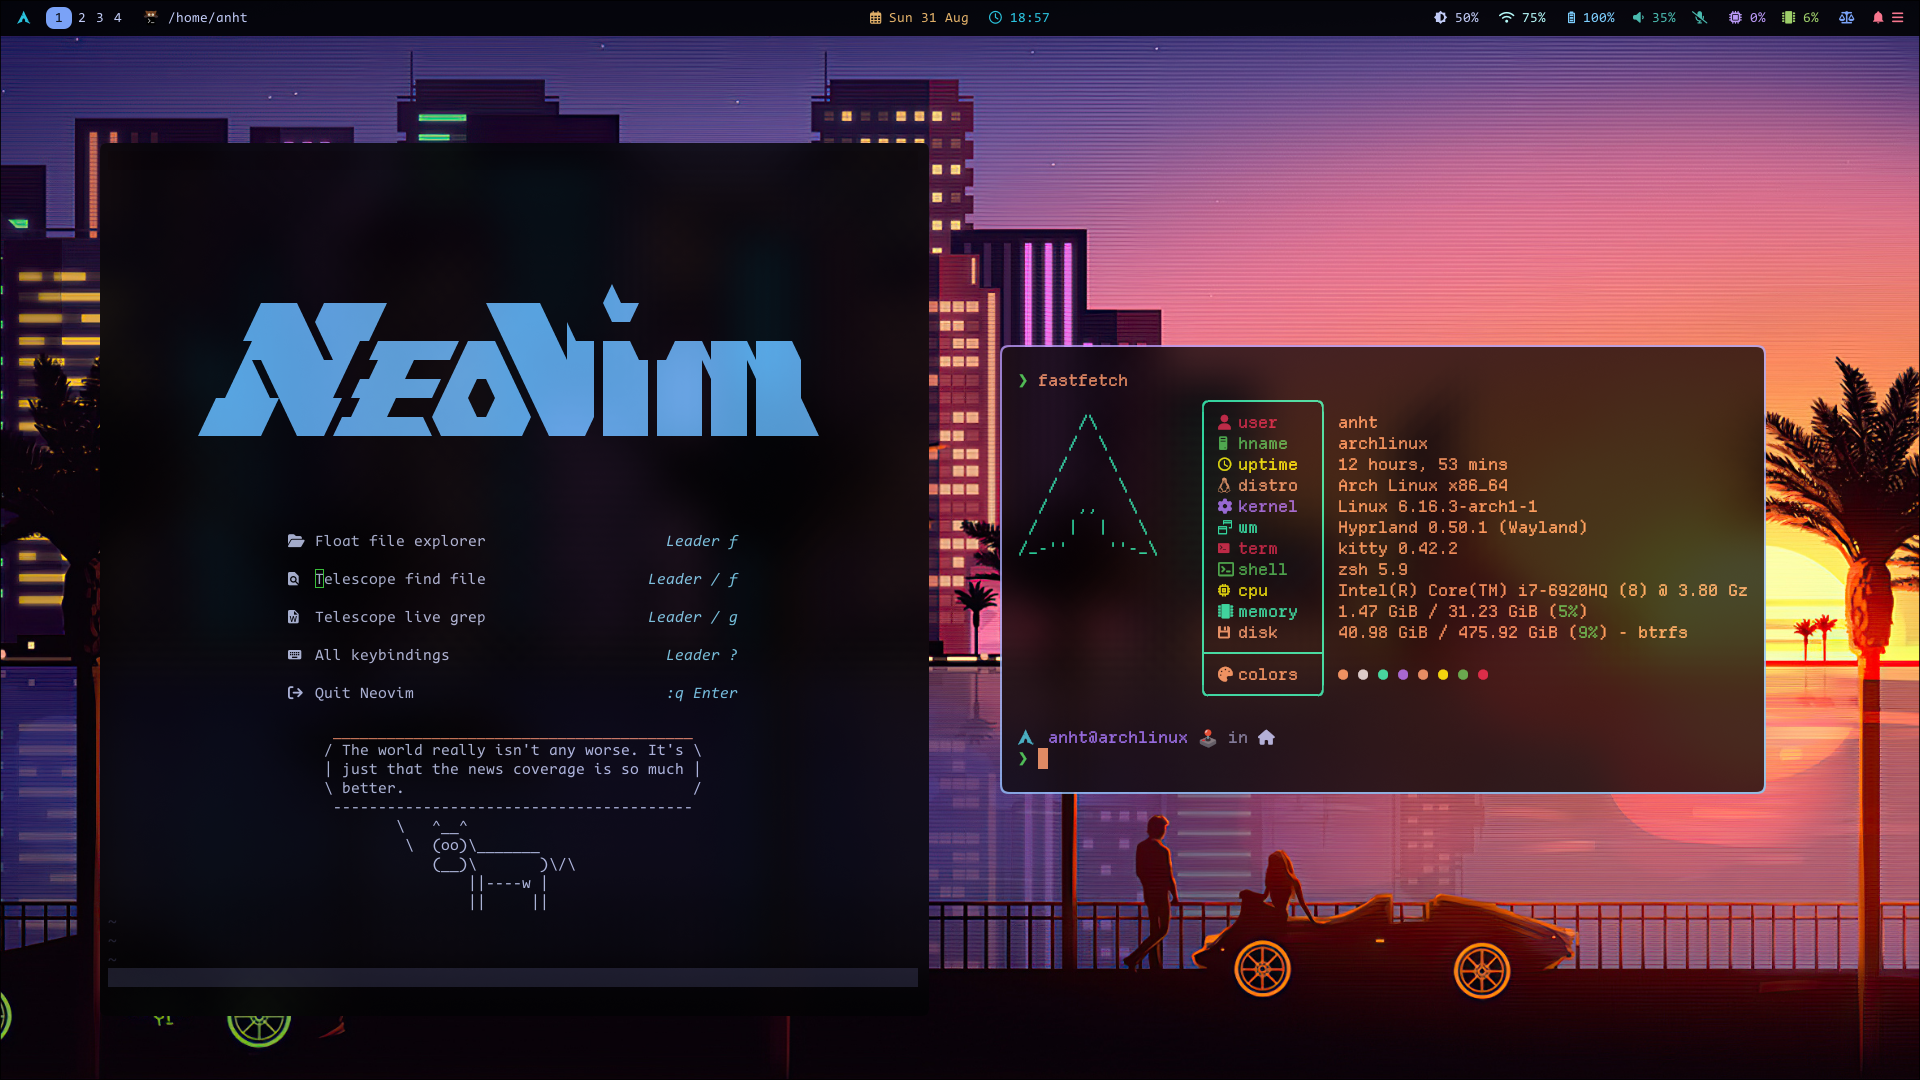 1 2 3 4 /home/anht
Sun 31 Aug 18:57
50% 75% 100% 35% 0% 6%
NEOVim
Float file explorer Leader f
Telescope find file Leader / f
Telescope live grep Leader / g
All keybindings Leader ?
Quit Neovim :q Enter
/ The world really isn't any worse. It's \
| just that the news coverage is so much |
\ better. /
----------------------------------------
\ ^__^
\ (oo)\_______
(__)\ )\/\
||----w |
|| ||
~
~
~
❯ fastfetch
user anht
hname archlinux
uptime 12 hours, 53 mins
distro Arch Linux x86_64
kernel Linux 6.16.3-arch1-1
wm Hyprland 0.50.1 (Wayland)
term kitty 0.42.2
shell zsh 5.9
cpu Intel(R) Core(TM) i7-6920HQ (8) @ 3.80 Gz
memory 1.47 GiB / 31.23 GiB (5%)
disk 40.98 GiB / 475.92 GiB (9%) - btrfs
colors
anht@archlinux in
❯